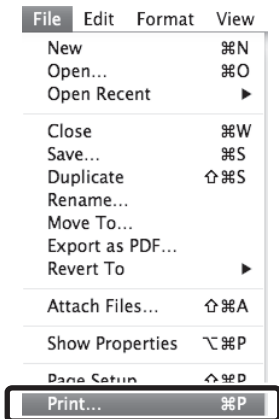 File Edit Format View
New ⌘N
Open... ⌘O
Open Recent ▶
Close ⌘W
Save... ⌘S
Duplicate ⇧⌘S
Rename...
Move To...
Export as PDF...
Revert To ▶
Attach Files... ⇧⌘A
Show Properties ⌥⌘P
Page Setup ⇧⌘P
Print... ⌘P